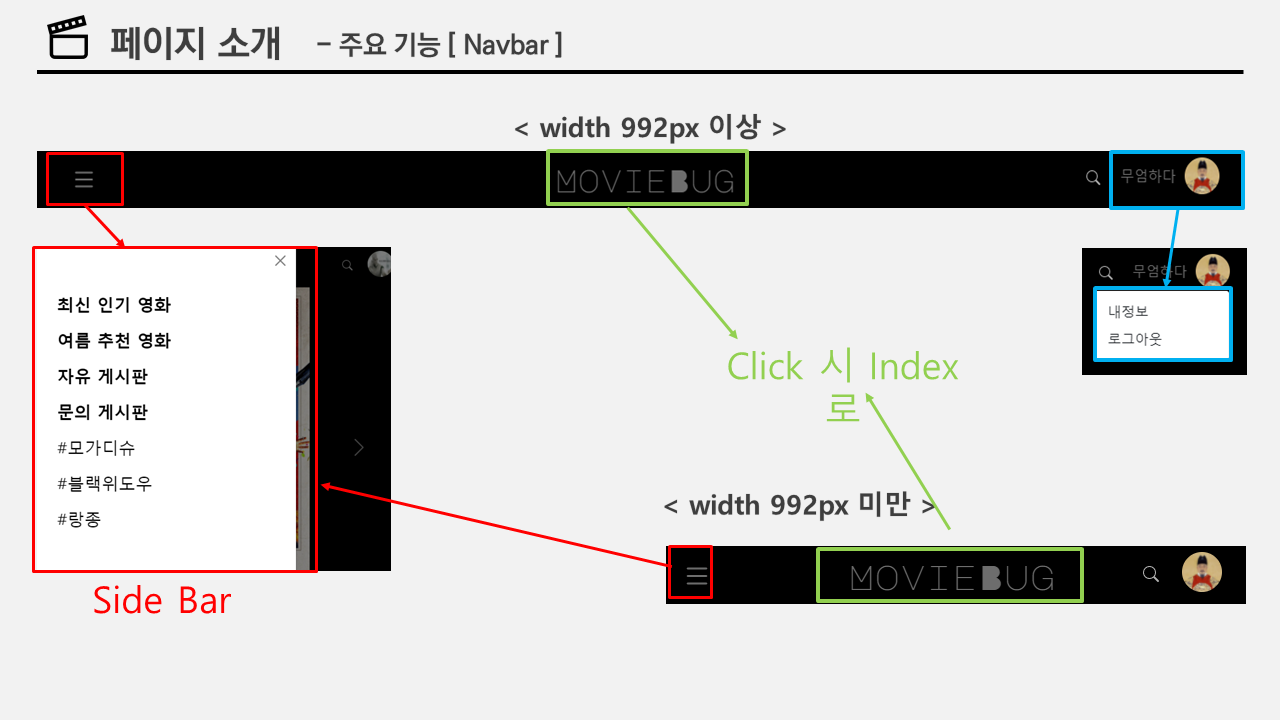 페이지 소개 - 주요 기능 [ Navbar ]
< width 992px 이상 >
MOVIEBUG
무엄하다
무엄하다
내정보
로그아웃
최신 인기 영화
여름 추천 영화
자유 게시판
문의 게시판
#모가디슈
#블랙위도우
#랑종
Side Bar
Click 시 Index
로
< width 992px 미만 >
MOVIEBUG